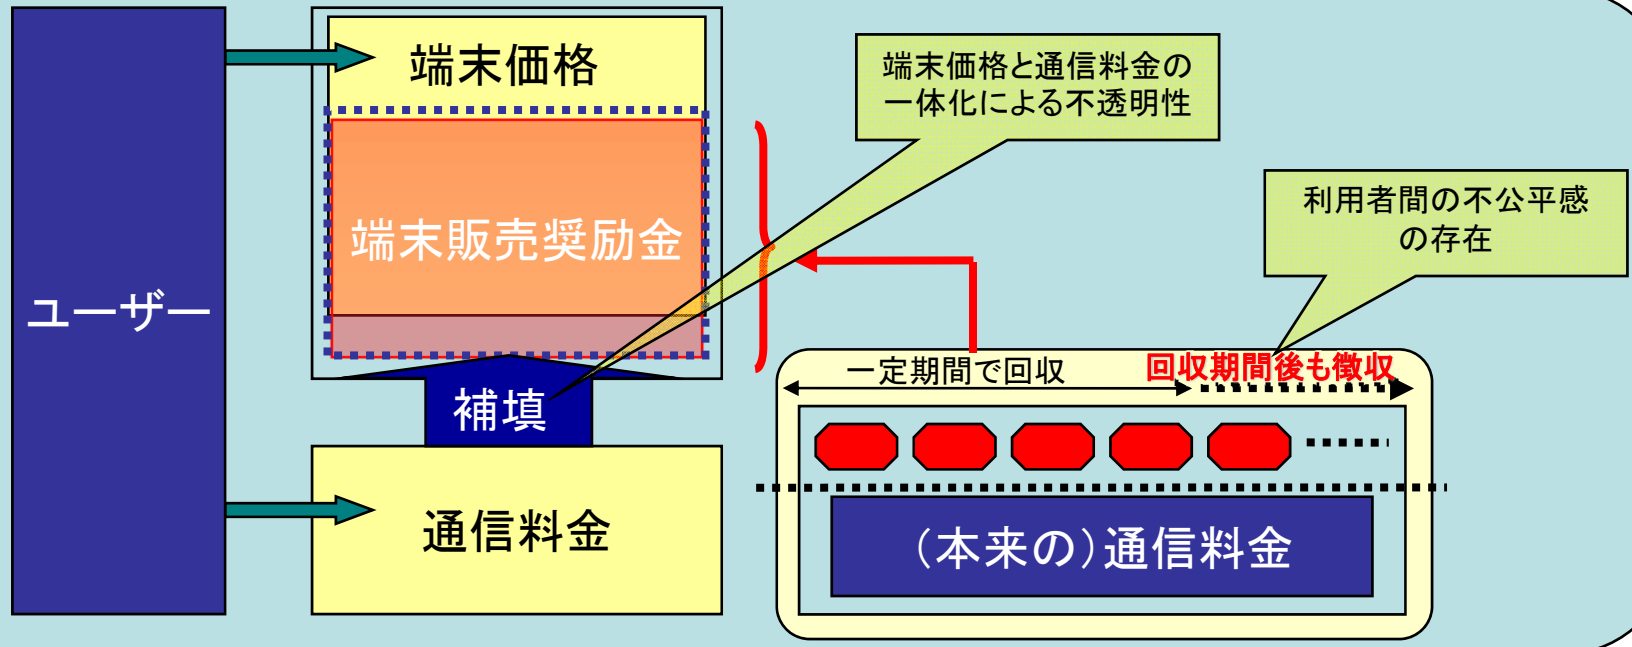 ユーザー
端末価格
端末販売奨励金
補填
通信料金
端末価格と通信料金の
一体化による不透明性
利用者間の不公平感
の存在
一定期間で回収
回収期間後も徴収
（本来の）通信料金